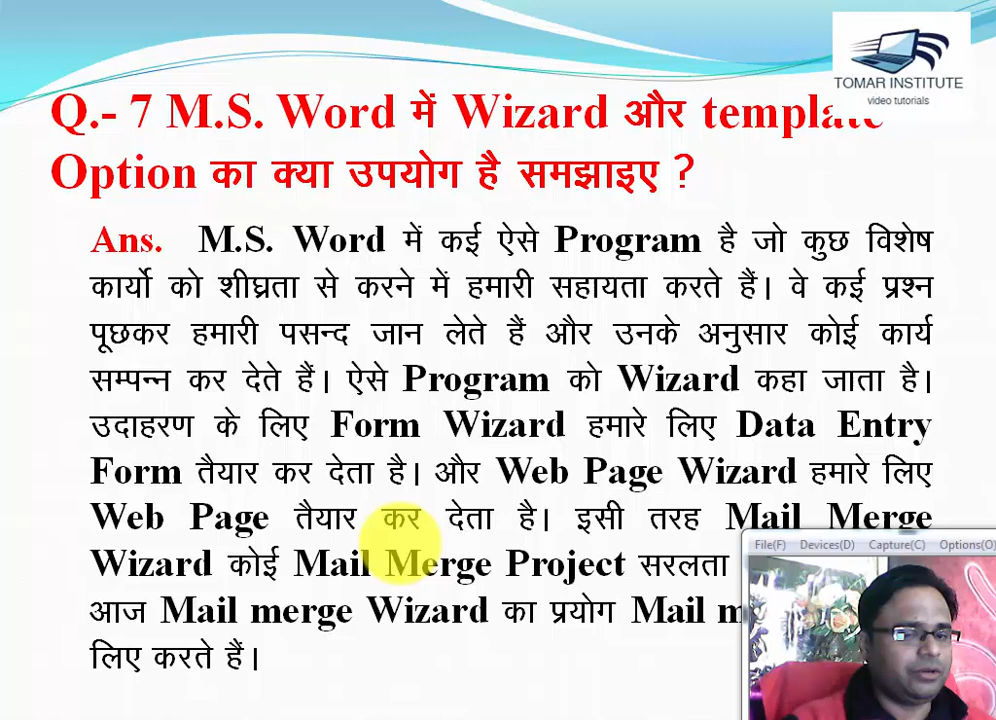 TOMAR INSTITUTE
video tutorials
Q.- 7 M.S. Word में Wizard और template
Option का क्या उपयोग है समझाइए ?
Ans. M.S. Word में कई ऐसे Program है जो कुछ विशेष
कार्यो को शीघ्रता से करने में हमारी सहायता करते हैं। वे कई प्रश्न
पूछकर हमारी पसन्द जान लेते हैं और उनके अनुसार कोई कार्य
सम्पन्न कर देते हैं। ऐसे Program को Wizard कहा जाता है।
उदाहरण के लिए Form Wizard हमारे लिए Data Entry
Form तैयार कर देता है। और Web Page Wizard हमारे लिए
Web Page तैयार कर देता है। इसी तरह Mail Merge
Wizard कोई Mail Merge Project सरलता
आज Mail merge Wizard का प्रयोग Mail
लिए करते हैं।
File(F) Devices(D) Capture(C) Options(O)